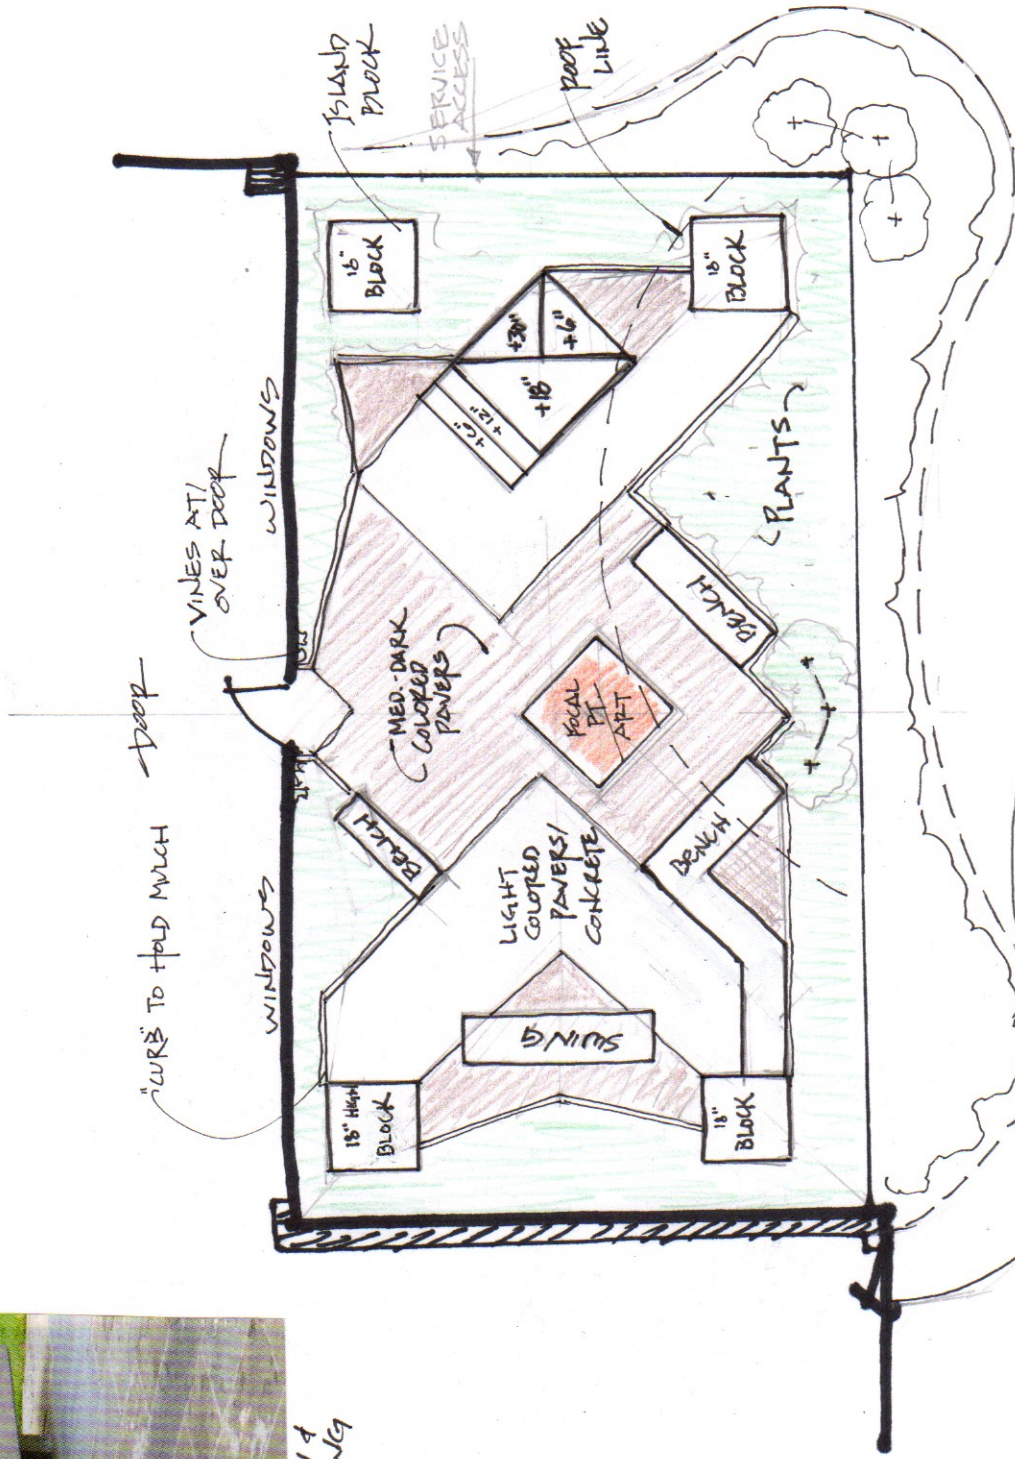 "CURB" TO HOLD MULCH
DOOR
VINES AT/
OVER DOOR
WINDOWS
WINDOWS
ISLAND
BLOCK
SERVICE
ACCESS
ROOF
LINE
18" HIGH
BLOCK
BENCH
18"
BLOCK
MED. DARK
COLORED
PAVERS
+6"
+12"
+18"
+30"
+6"
LIGHT
COLORED
PAVERS/
CONCRETE
SWING
FOCAL
PT
ART
BENCH
BENCH
18"
BLOCK
18"
BLOCK
PLANTS
&